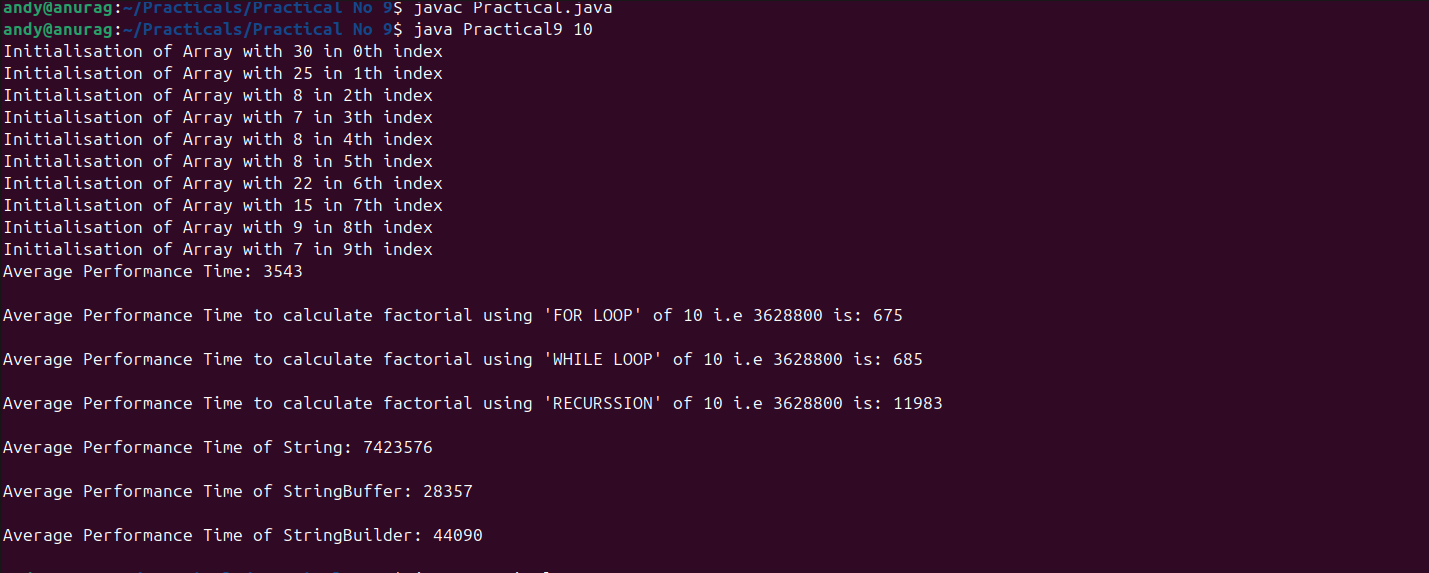 andy@anurag:~/Practicals/Practical No 9$ javac Practical.java
andy@anurag:~/Practicals/Practical No 9$ java Practical9 10
Initialisation of Array with 30 in 0th index
Initialisation of Array with 25 in 1th index
Initialisation of Array with 8 in 2th index
Initialisation of Array with 7 in 3th index
Initialisation of Array with 8 in 4th index
Initialisation of Array with 8 in 5th index
Initialisation of Array with 22 in 6th index
Initialisation of Array with 15 in 7th index
Initialisation of Array with 9 in 8th index
Initialisation of Array with 7 in 9th index
Average Performance Time: 3543
Average Performance Time to calculate factorial using 'FOR LOOP' of 10 i.e 3628800 is: 675
Average Performance Time to calculate factorial using 'WHILE LOOP' of 10 i.e 3628800 is: 685
Average Performance Time to calculate factorial using 'RECURSSION' of 10 i.e 3628800 is: 11983
Average Performance Time of String: 7423576
Average Performance Time of StringBuffer: 28357
Average Performance Time of StringBuilder: 44090